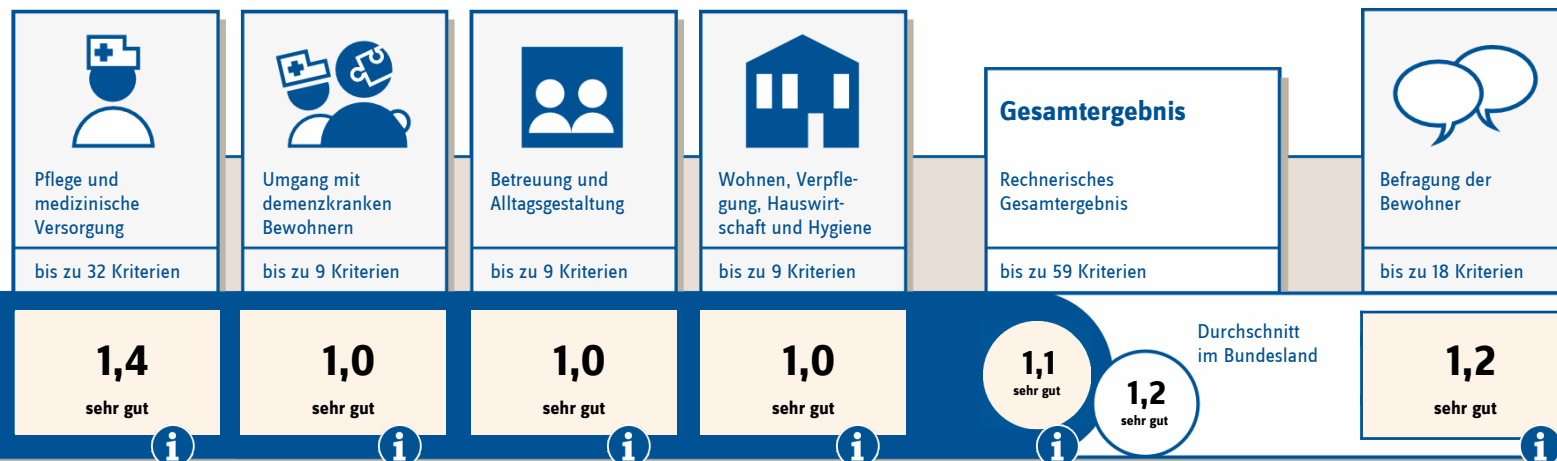 Pflege und
medizinische
Versorgung
bis zu 32 Kriterien
1,4
sehr gut
i
Umgang mit
demenzkranken
Bewohnern
bis zu 9 Kriterien
1,0
sehr gut
i
Betreuung und
Alltagsgestaltung
bis zu 9 Kriterien
1,0
sehr gut
i
Wohnen, Verpfle-
gung, Hauswirt-
schaft und Hygiene
bis zu 9 Kriterien
1,0
sehr gut
i
Gesamtergebnis
Rechnerisches
Gesamtergebnis
bis zu 59 Kriterien
1,1
sehr gut
i
Durchschnitt
im Bundesland
1,2
sehr gut
Befragung der
Bewohner
bis zu 18 Kriterien
1,2
sehr gut
i